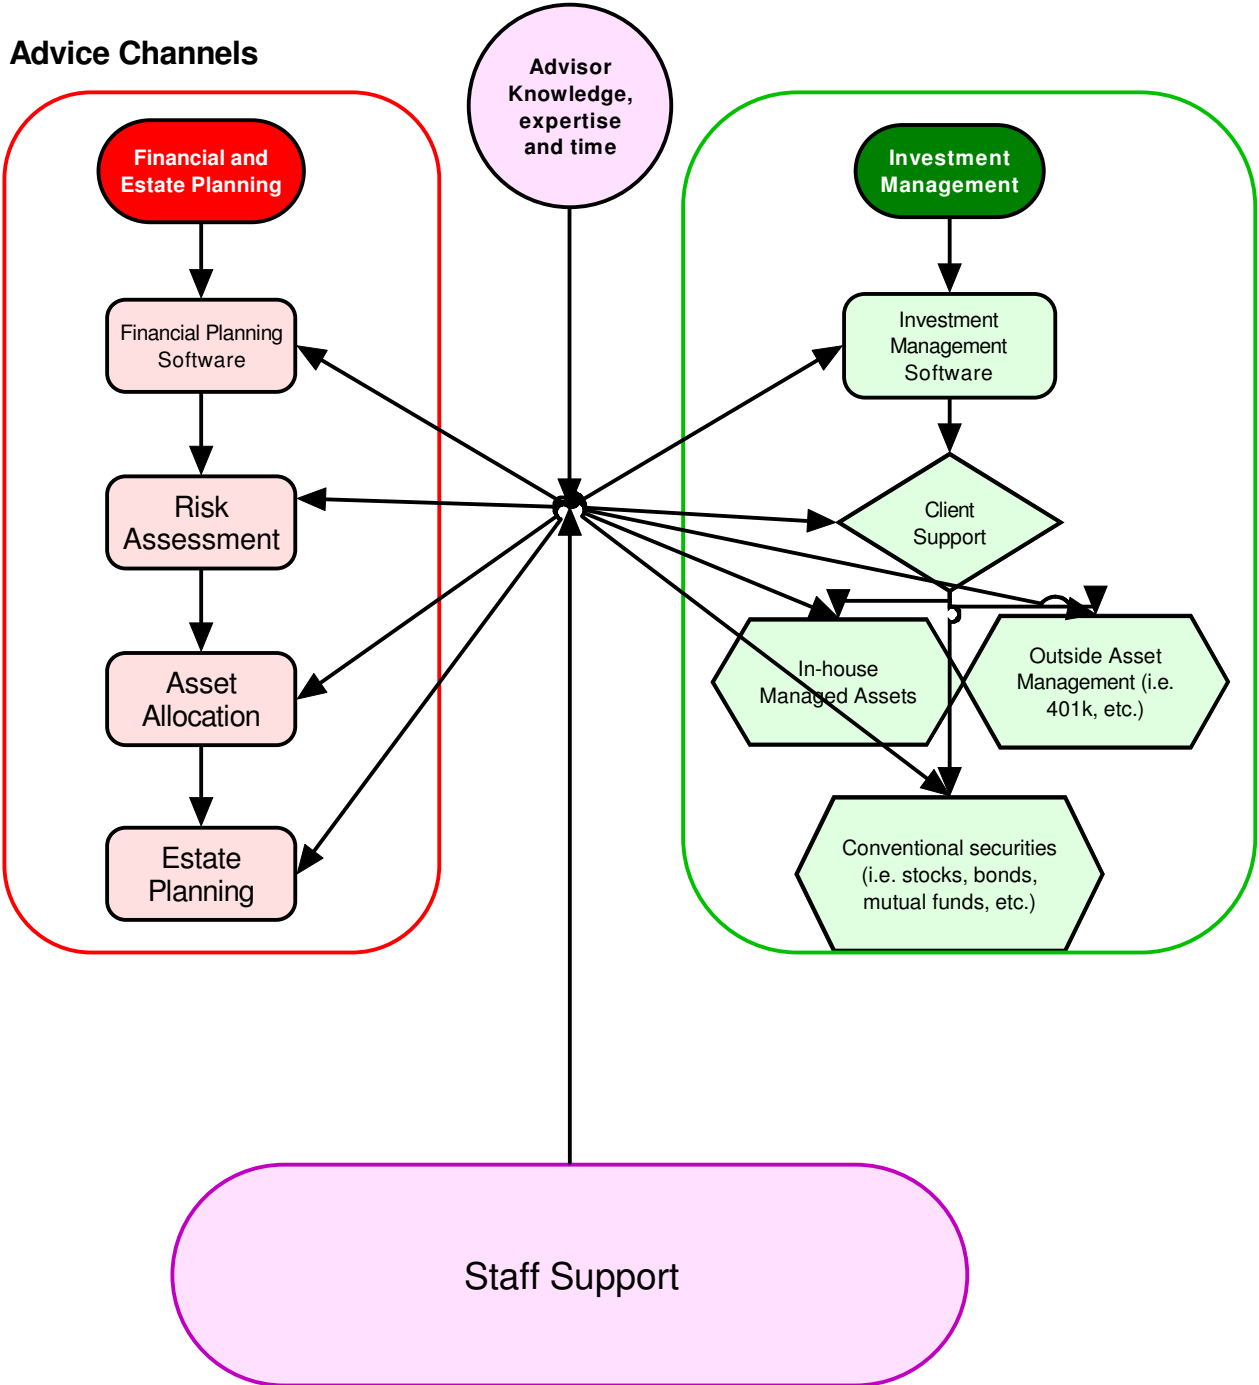 Advice Channels
Advisor
Knowledge,
expertise
and time
Financial and
Estate Planning
Financial Planning
Software
Risk
Assessment
Asset
Allocation
Estate
Planning
Investment
Management
Investment
Management
Software
Client
Support
In-house
Managed Assets
Outside Asset
Management (i.e.
401k, etc.)
Conventional securities
(i.e. stocks, bonds,
mutual funds, etc.)
Staff Support